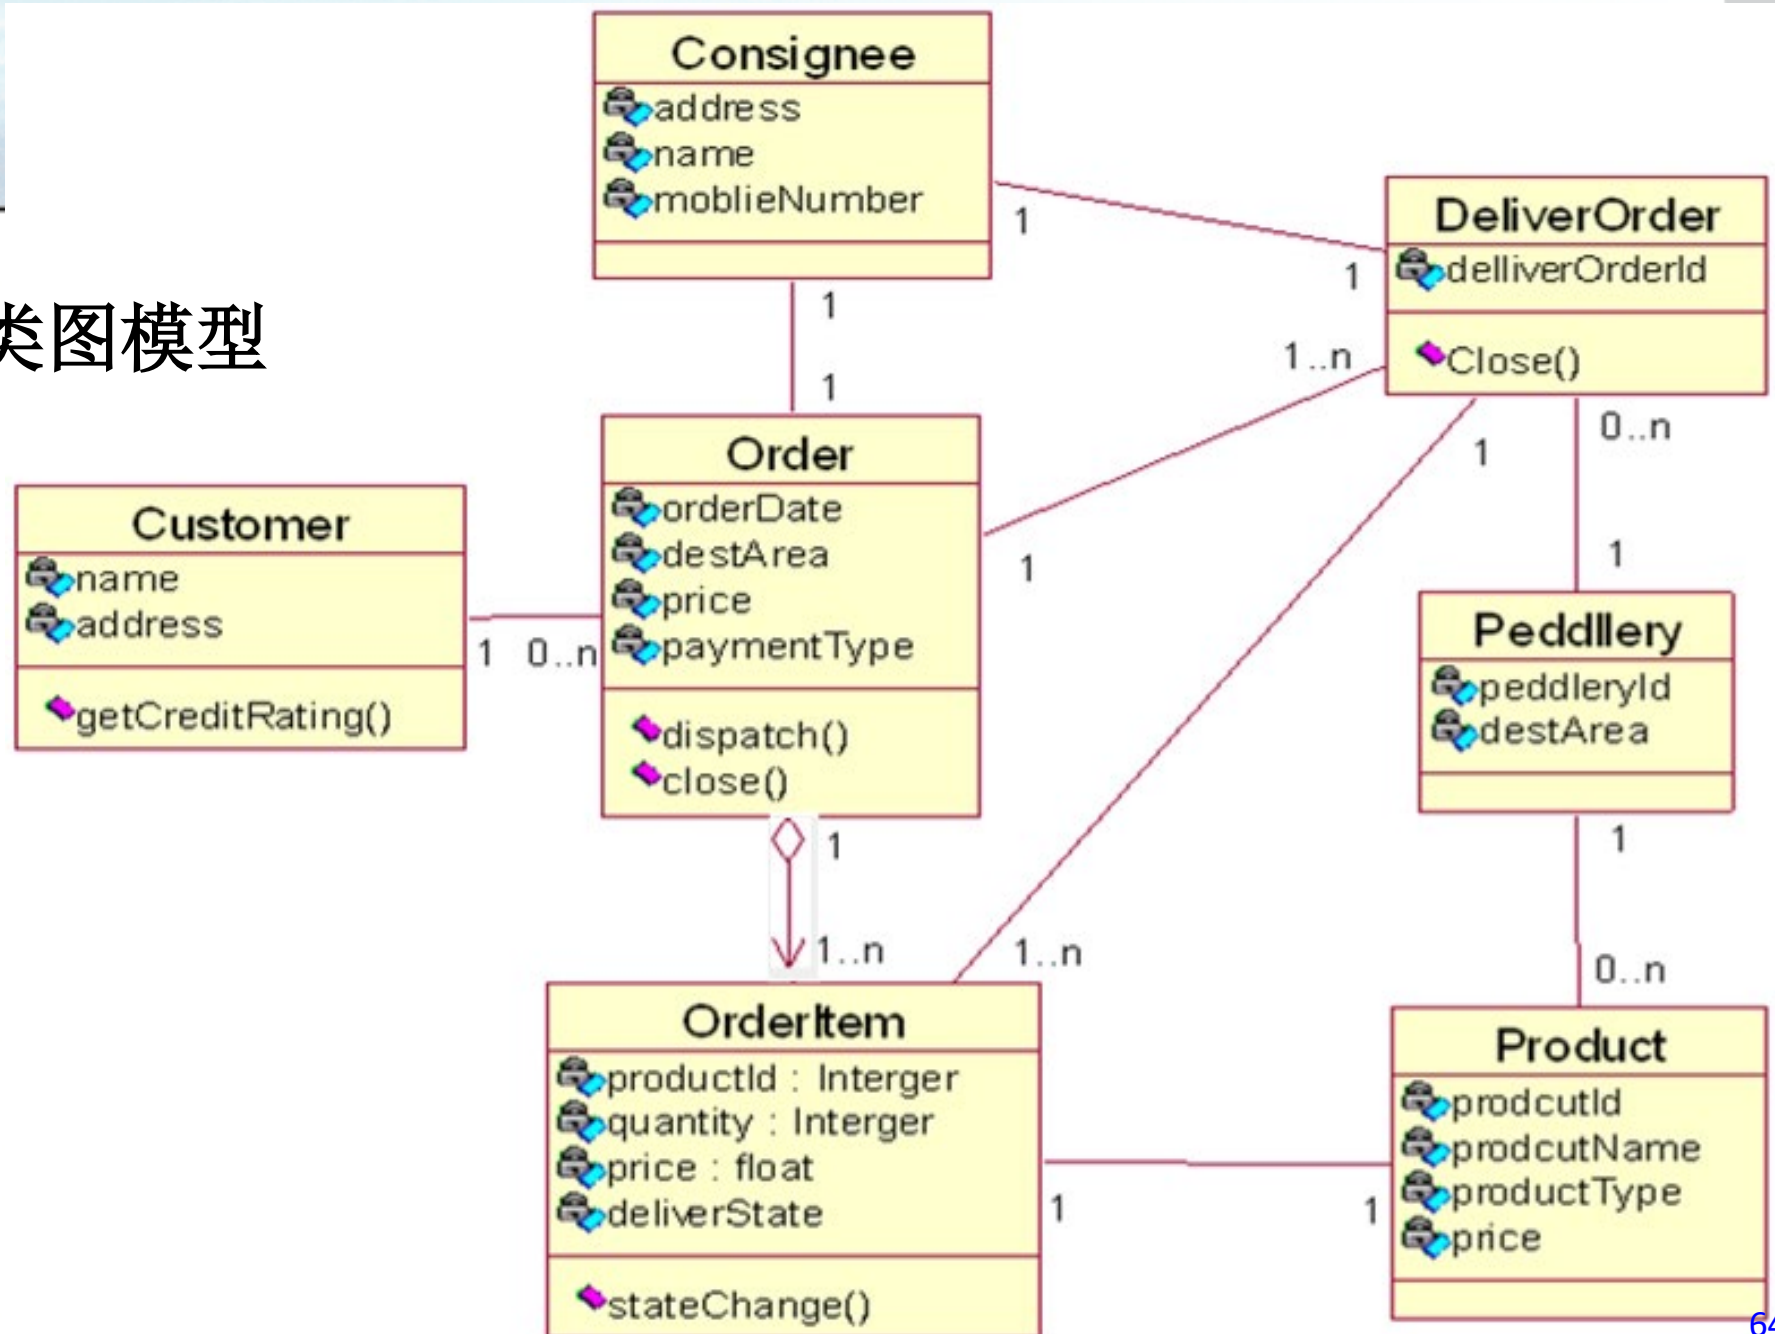 Consignee
address
name
moblieNumber
1
1
DeliverOrder
delliverOrderId
Close()
类图模型
1
1
1..n
1
Order
orderDate
destArea
price
paymentType
dispatch()
close()
Customer
name
address
getCreditRating()
1 0..n
0..n
1
1
Peddllery
peddleryId
destArea
1
1..n
1..n
1
0..n
OrderItem
productId : Interger
quantity : Interger
price : float
deliverState
stateChange()
1
1
Product
prodcutId
prodcutName
productType
price
64